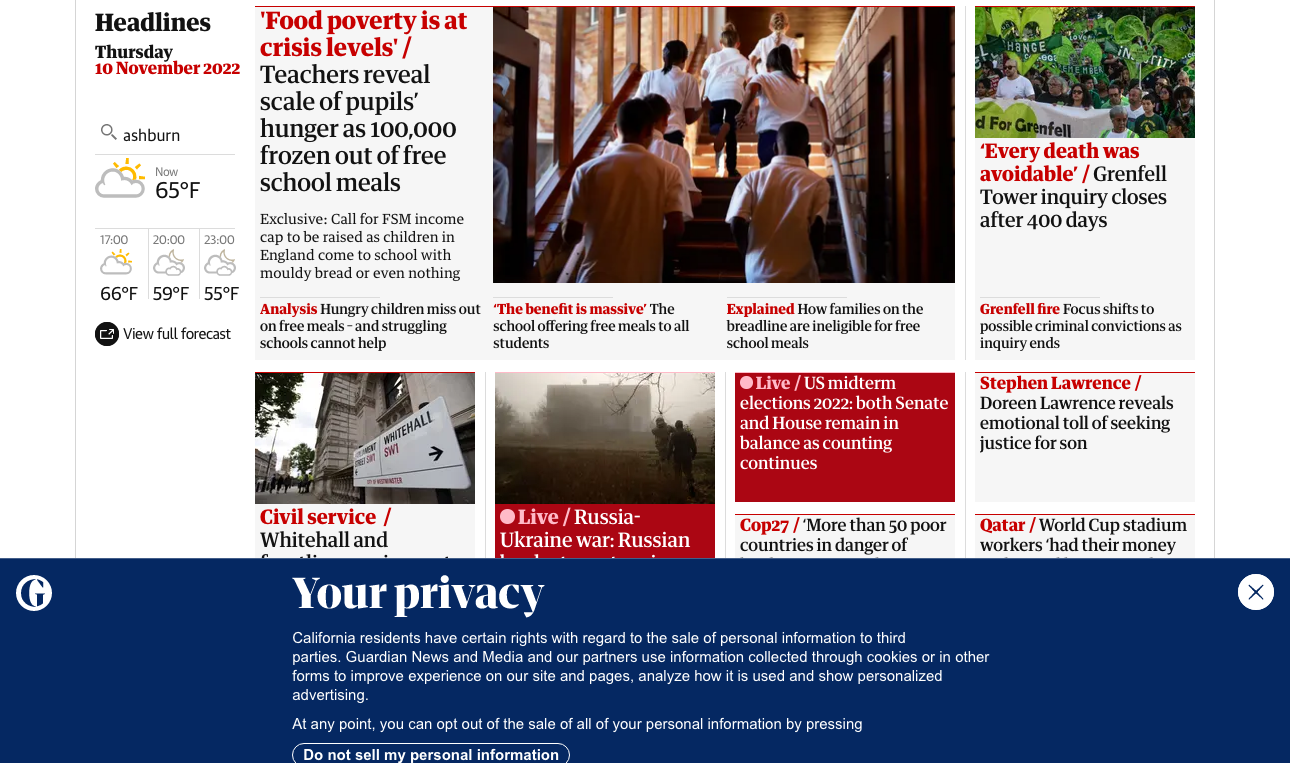 Headlines
Thursday
10 November 2022
ashburn
Now
65°F
17:00
20:00
23:00
66°F
59°F
55°F
View full forecast
'Food poverty is at
crisis levels' /
Teachers reveal
scale of pupils’
hunger as 100,000
frozen out of free
school meals
Exclusive: Call for FSM income
cap to be raised as children in
England come to school with
mouldy bread or even nothing
Analysis Hungry children miss out
on free meals – and struggling
schools cannot help
‘The benefit is massive’ The
school offering free meals to all
students
Explained How families on the
breadline are ineligible for free
school meals
d For Grenfell
‘Every death was
avoidable’ / Grenfell
Tower inquiry closes
after 400 days
Grenfell fire Focus shifts to
possible criminal convictions as
inquiry ends
WHITEHALL
SW1
STREET SW1
CITY OF WESTMINSTER
Civil service /
Whitehall and
Live / Russia-
Ukraine war: Russian
Live / US midterm
elections 2022: both Senate
and House remain in
balance as counting
continues
Cop27 / ‘More than 50 poor
countries in danger of
Stephen Lawrence /
Doreen Lawrence reveals
emotional toll of seeking
justice for son
Qatar / World Cup stadium
workers ‘had their money
Your privacy
California residents have certain rights with regard to the sale of personal information to third
parties. Guardian News and Media and our partners use information collected through cookies or in other
forms to improve experience on our site and pages, analyze how it is used and show personalized
advertising.
At any point, you can opt out of the sale of all of your personal information by pressing
Do not sell my personal information